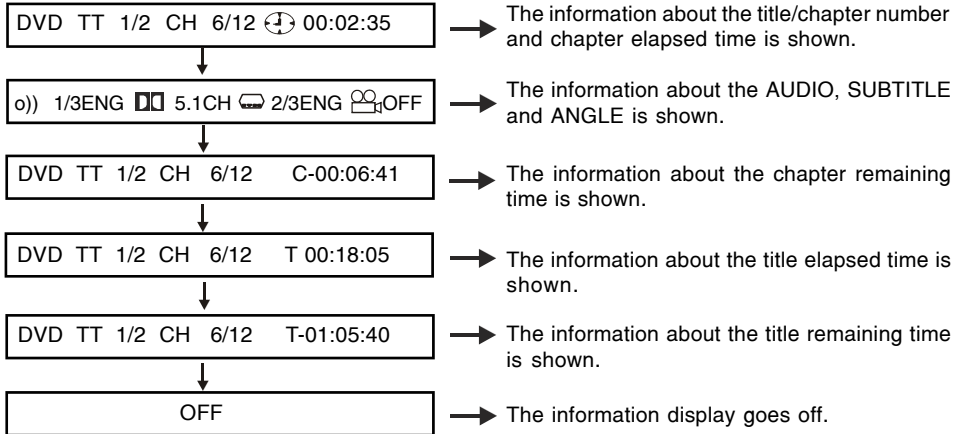 DVD TT 1/2 CH 6/12 00:02:35
The information about the title/chapter number
and chapter elapsed time is shown.
o)) 1/3ENG 5.1CH 2/3ENG OFF
The information about the AUDIO, SUBTITLE
and ANGLE is shown.
DVD TT 1/2 CH 6/12 C-00:06:41
The information about the chapter remaining
time is shown.
DVD TT 1/2 CH 6/12 T 00:18:05
The information about the title elapsed time is
shown.
DVD TT 1/2 CH 6/12 T-01:05:40
The information about the title remaining time
is shown.
OFF
The information display goes off.